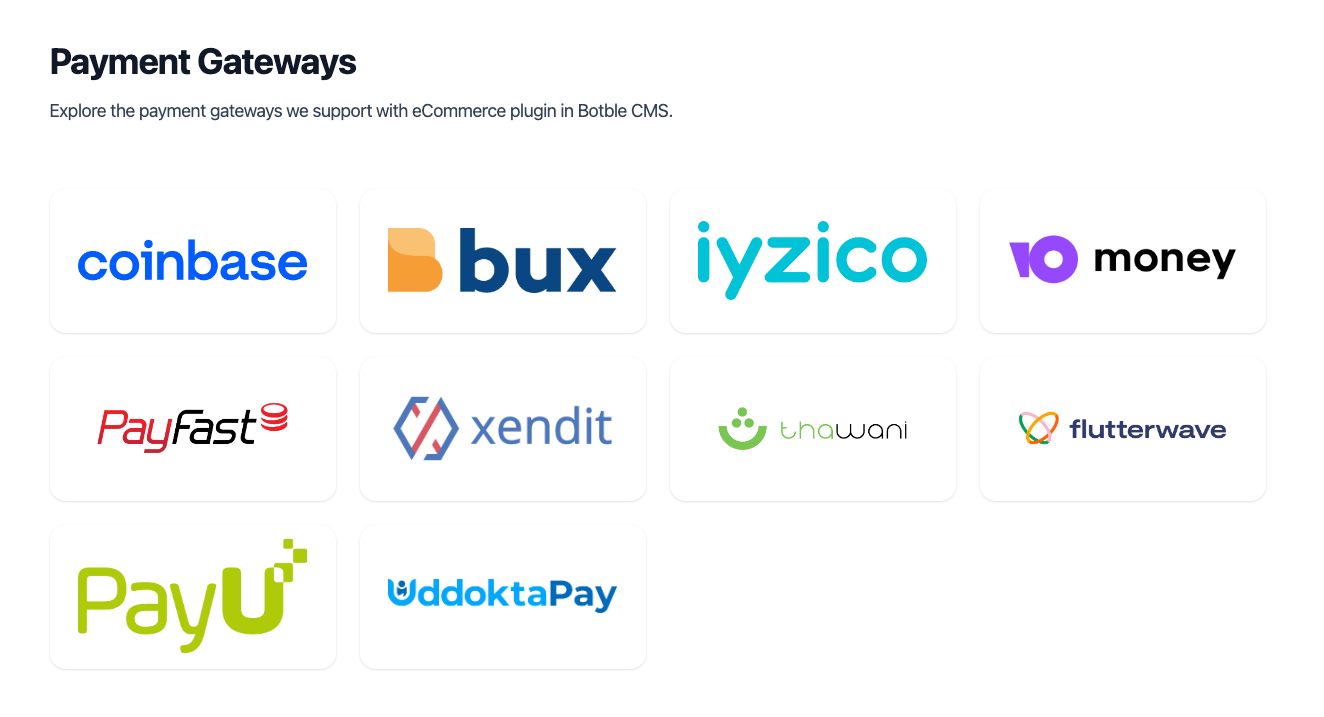 Payment Gateways
Explore the payment gateways we support with eCommerce plugin in Botble CMS.
coinbase
bux
iyzico
ю money
PayFast
xendit
thawani
flutterwave
PayU
UddoktaPay